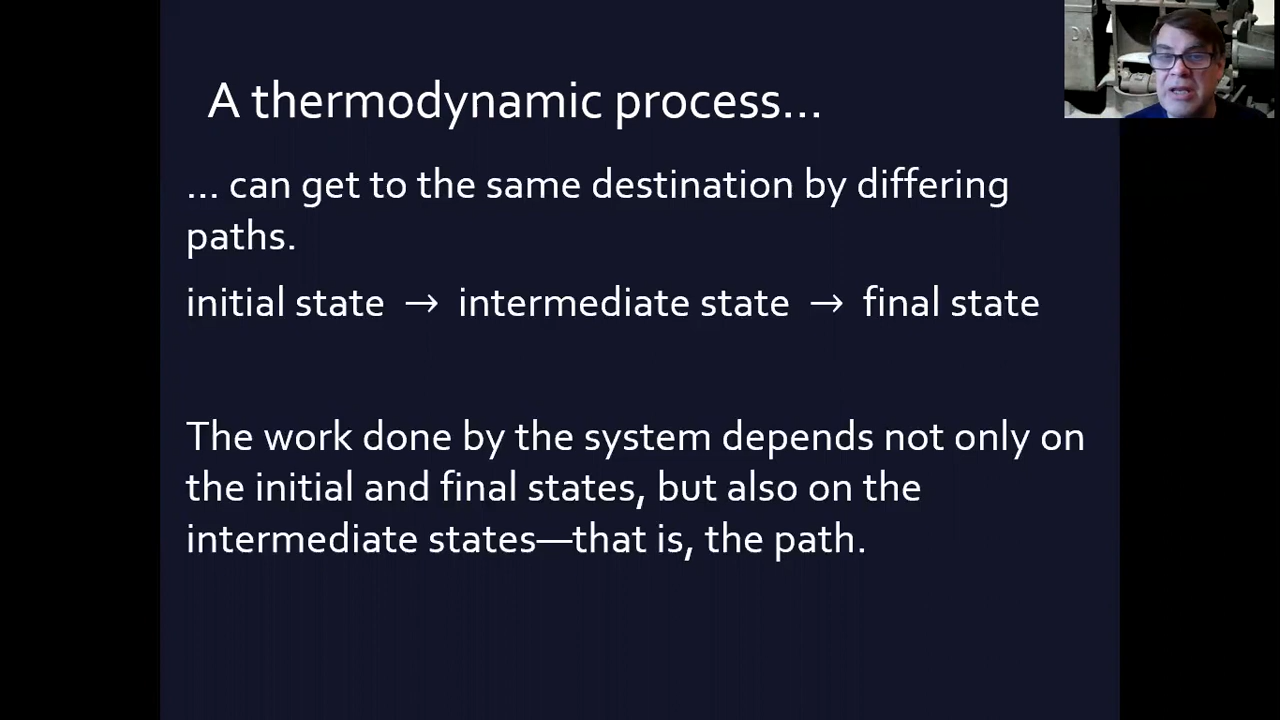 A thermodynamic process…
… can get to the same destination by differing
paths.
initial state → intermediate state → final state
The work done by the system depends not only on
the initial and final states, but also on the
intermediate states—that is, the path.